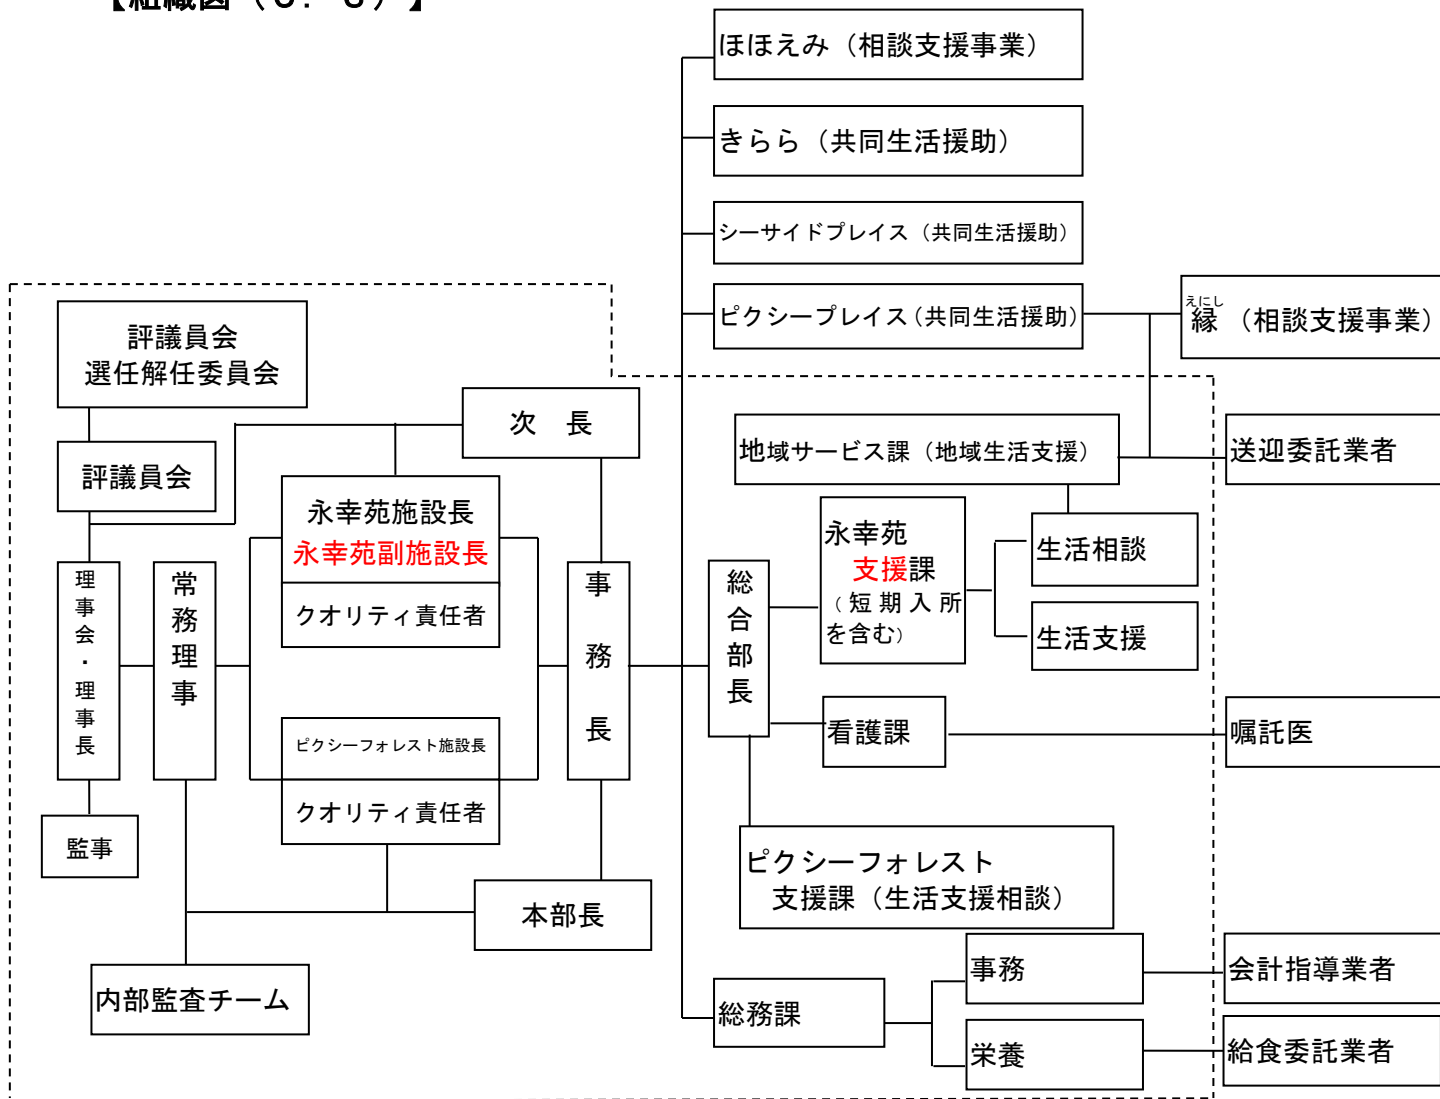 【組織図（
）】
ほほえみ（相談支援事業）
きらら（共同生活援助）
シーサイドプレイス（共同生活援助）
ピクシープレイス（共同生活援助）
えにし
縁（相談支援事業）
評議員会
選任解任委員会
評議員会
次　長
地域サービス課（地域生活支援）
送迎委託業者
永幸苑施設長
永幸苑副施設長
クオリティ責任者
理事会・理事長
常務理事
事務長
総合部長
永幸苑
支援課
（短期入所
を含む）
生活相談
生活支援
ピクシーフォレスト施設長
クオリティ責任者
看護課
嘱託医
監事
ピクシーフォレスト
支援課（生活支援相談）
本部長
内部監査チーム
総務課
事務
会計指導業者
栄養
給食委託業者